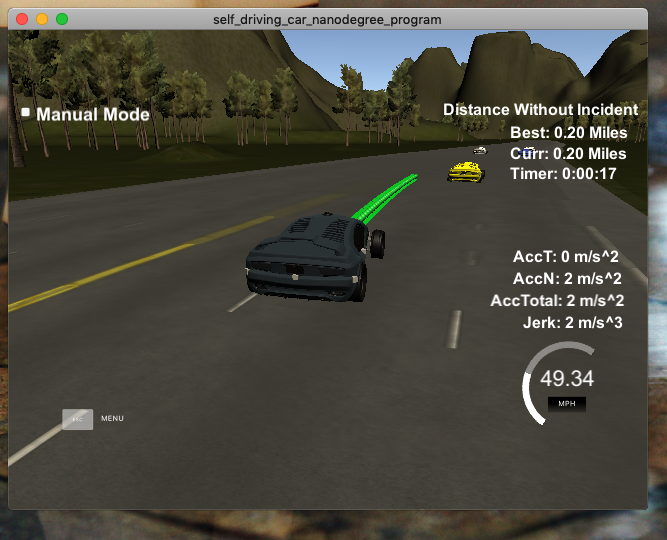 self_driving_car_nanodegree_program
Manual Mode
Distance Without Incident
Best: 0.20 Miles
Curr: 0.20 Miles
Timer: 0:00:17
AccT: 0 m/s^2
AccN: 2 m/s^2
AccTotal: 2 m/s^2
Jerk: 2 m/s^3
49.34
MPH
MENU